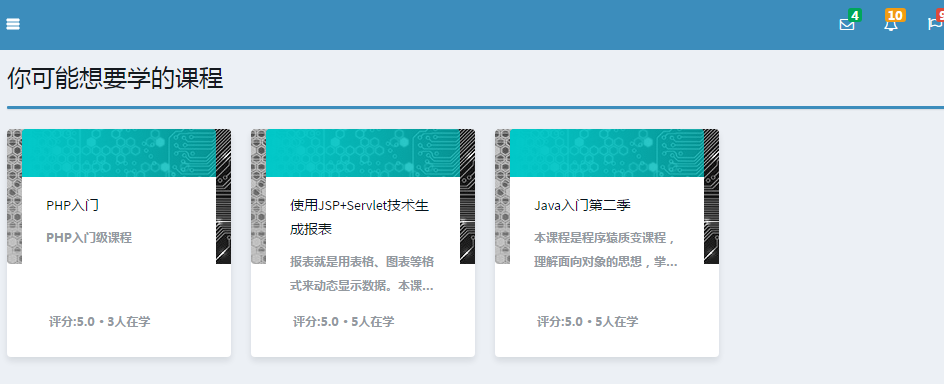 4
10
9
你可能想要学的课程
PHP入门
PHP入门级课程
评分:5.0・3人在学
使用JSP+Servlet技术生
成报表
报表就是用表格、图表等格
式来动态显示数据。本课...
评分:5.0・5人在学
Java入门第二季
本课程是程序猿质变课程，
理解面向对象的思想，掌...
评分:5.0・5人在学